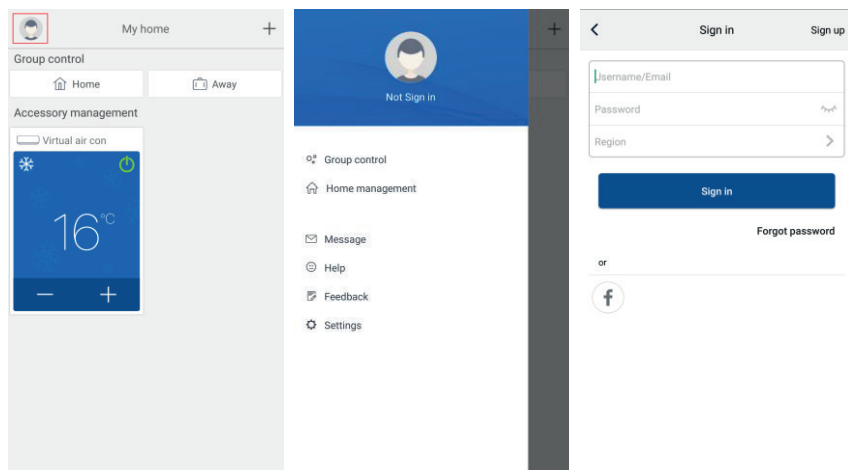 My home
+
Group control
Home
Away
Accessory management
Virtual air con
16°C
— +
+
Not Sign in
Group control
Home management
Message
Help
Feedback
Settings
Sign in
Sign up
Username/Email
Password
Region
Sign in
Forgot password
or
f